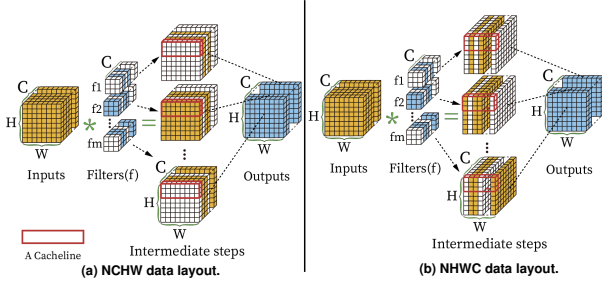 C
f1
C
f2
H
fm
W
Inputs
Filters(f)
C
H
W
Intermediate steps
C
H
W
Outputs
A Cacheline
(a) NCHW data layout.
C
f1
C
f2
H
fm
W
Inputs
Filters(f)
C
H
W
Intermediate steps
C
H
W
Outputs
(b) NHWC data layout.